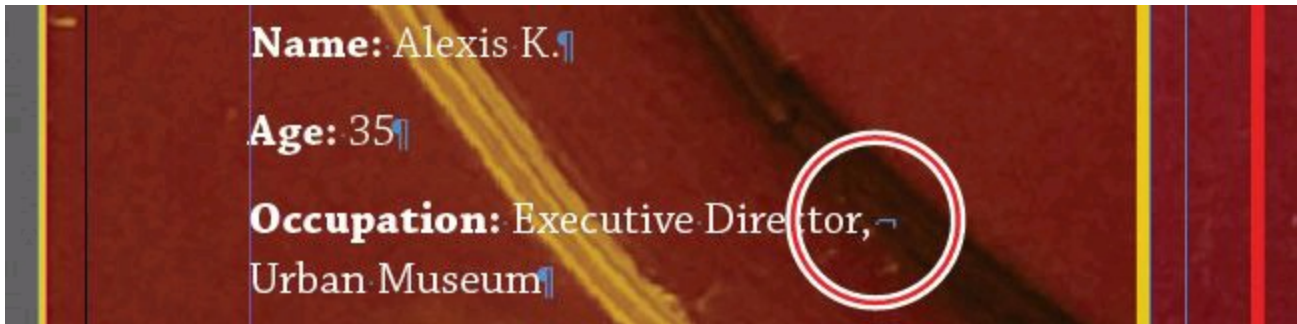 Name: Alexis K.¶
Age: 35¶
Occupation: Executive Director,¬
Urban Museum¶